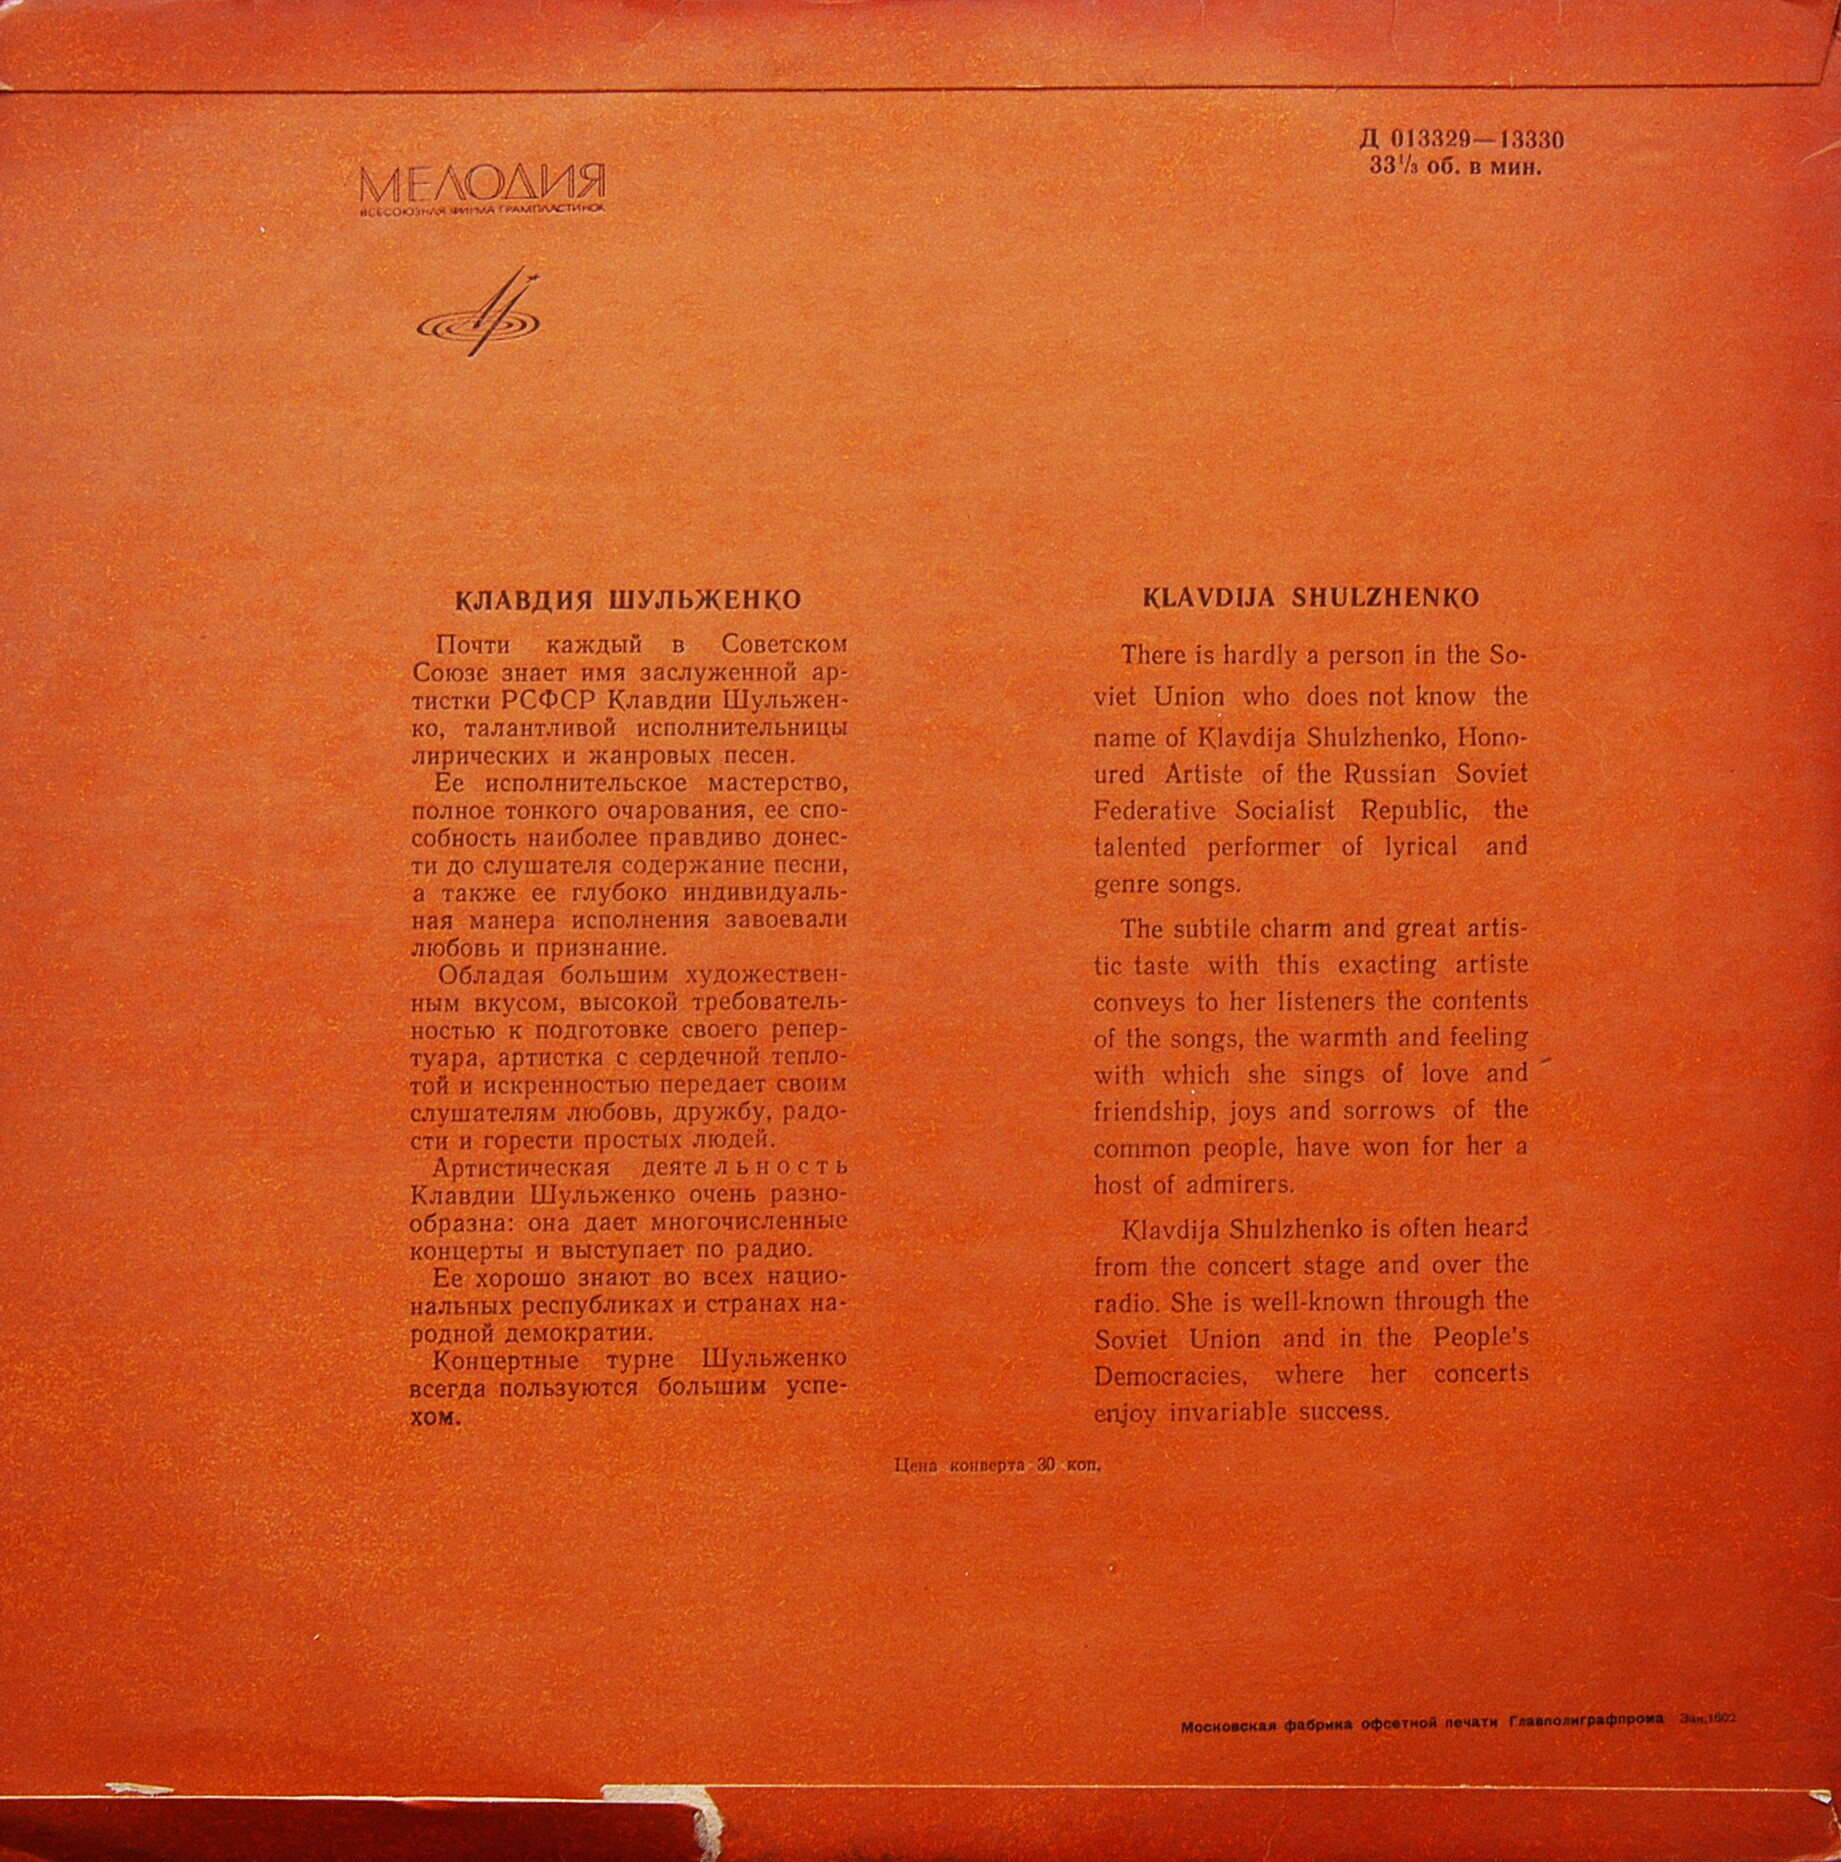 МЕЛОДИЯ
ВСЕСОЮЗНАЯ ФИРМА ГРАМПЛАСТИНОК
Д 013329—13330
33 1/3 об. в мин.
КЛАВДИЯ ШУЛЬЖЕНКО
Почти каждый в Советском
Союзе знает имя заслуженной ар-
тистки РСФСР Клавдии Шульжен-
ко, талантливой исполнительницы
лирических и жанровых песен.
Ее исполнительское мастерство,
полное тонкого очарования, ее спо-
собность наиболее правдиво донес-
ти до слушателя содержание песни,
а также ее глубоко индивидуаль-
ная манера исполнения завоевали
любовь и признание.
Обладая большим художествен-
ным вкусом, высокой требователь-
ностью к подготовке своего репер-
туара, артистка с сердечной тепло-
той и искренностью передает своим
слушателям любовь, дружбу, радо-
сти и горести простых людей.
Артистическая деятельность
Клавдии Шульженко очень разно-
образна: она дает многочисленные
концерты и выступает по радио.
Ее хорошо знают во всех нацио-
нальных республиках и странах на-
родной демократии.
Концертные турне Шульженко
всегда пользуются большим успе-
хом.
KLAVDIJA SHULZHENKO
There is hardly a person in the So-
viet Union who does not know the
name of Klavdija Shulzhenko, Hono-
ured Artiste of the Russian Soviet
Federative Socialist Republic, the
talented performer of lyrical and
genre songs.
The subtile charm and great artis-
tic taste with this exacting artiste
conveys to her listeners the contents
of the songs, the warmth and feeling
with which she sings of love and
friendship, joys and sorrows of the
common people, have won for her a
host of admirers.
Klavdija Shulzhenko is often heard
from the concert stage and over the
radio. She is well-known through the
Soviet Union and in the People's
Democracies, where her concerts
enjoy invariable success.
Цена конверта 30 коп.
Московская фабрика офсетной печати Главполиграфпрома Зак.1602